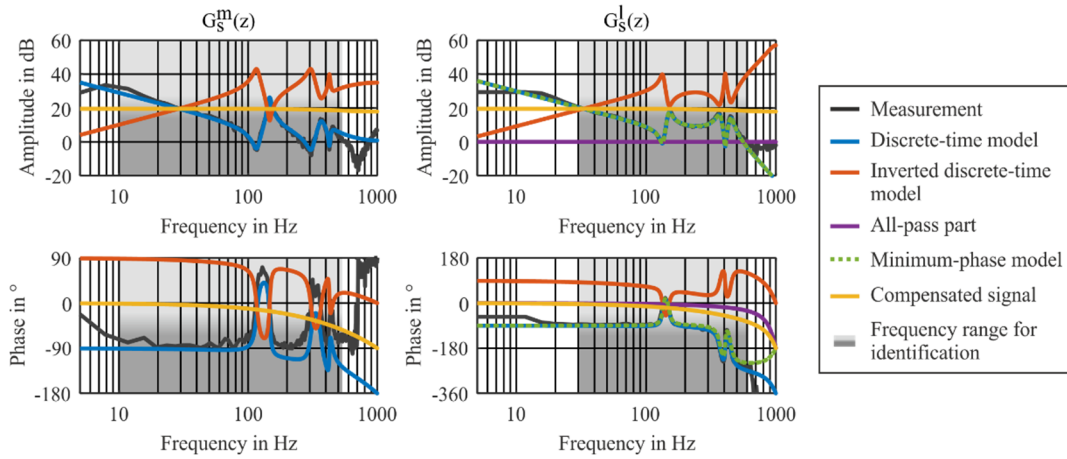 G_s^m(z)
G_s^l(z)
Amplitude in dB
60
40
20
0
-20
10
100
1000
Frequency in Hz
Amplitude in dB
60
40
20
0
-20
10
100
1000
Frequency in Hz
Phase in °
90
0
-90
-180
10
100
1000
Frequency in Hz
Phase in °
180
0
-180
-360
10
100
1000
Frequency in Hz
Measurement
Discrete-time model
Inverted discrete-time
model
All-pass part
Minimum-phase model
Compensated signal
Frequency range for
identification